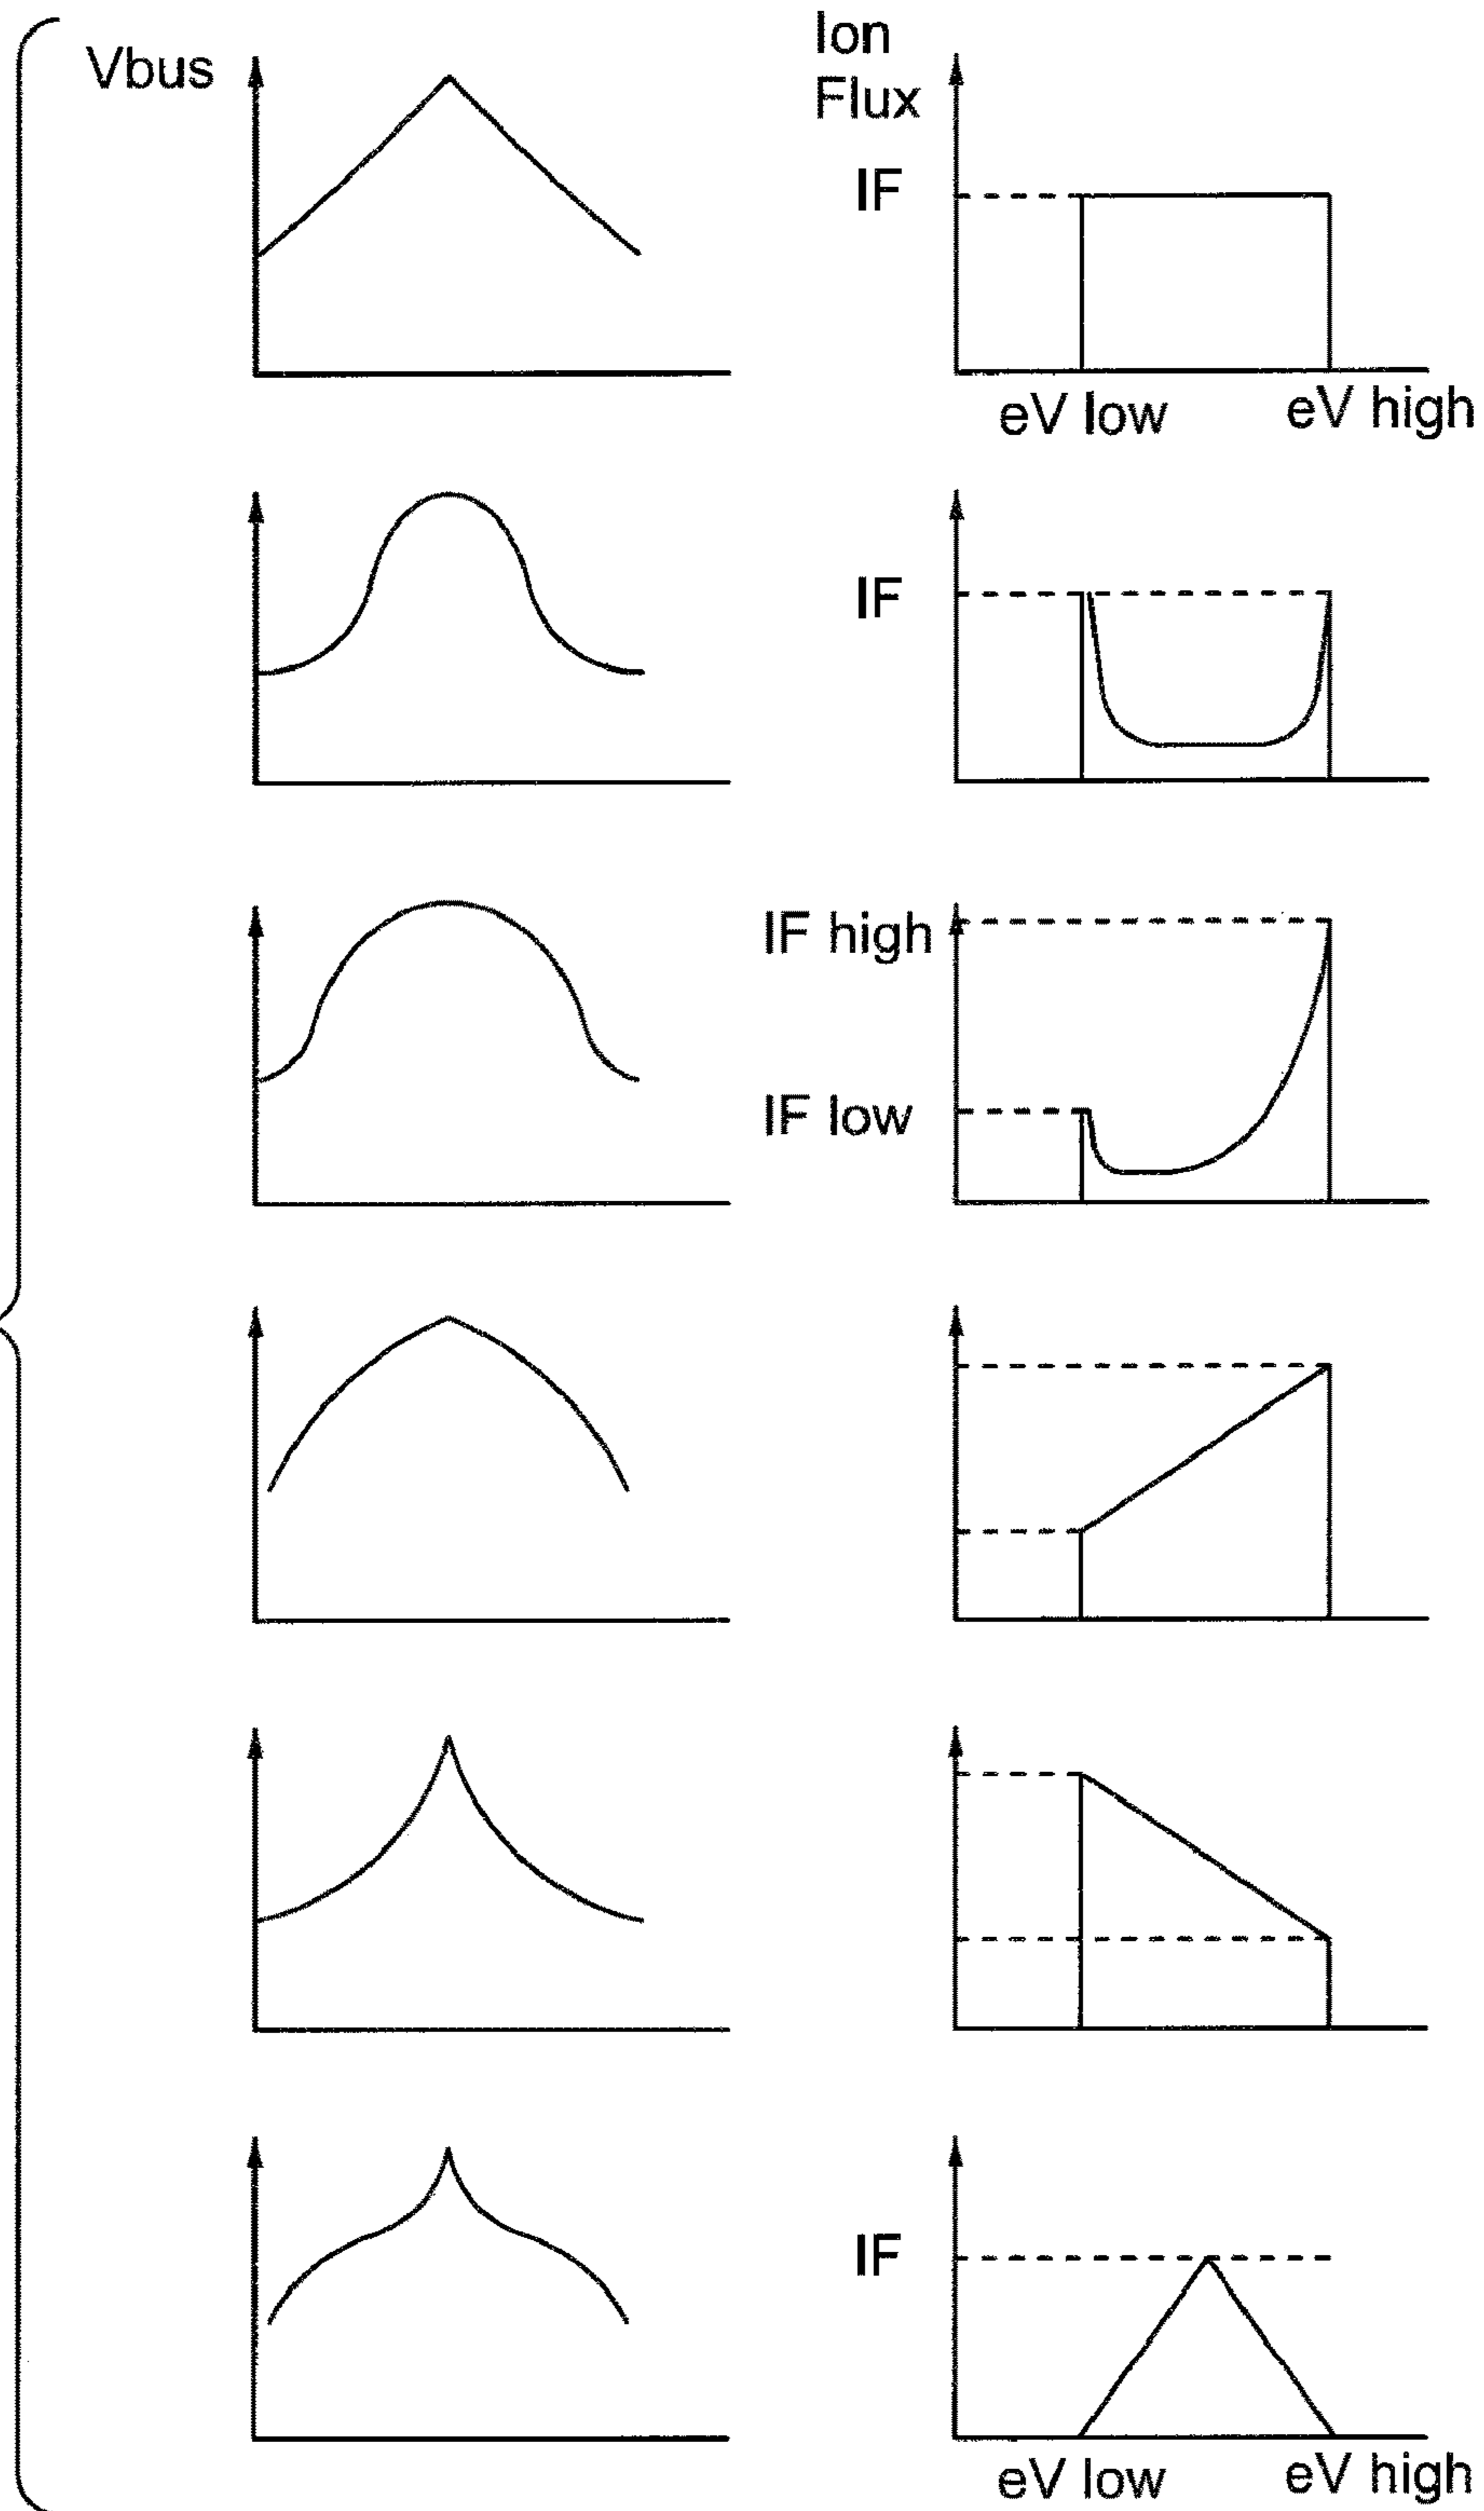 Vbus
Ion
Flux
IF
eV low
eV high
IF
IF high
IF low
IF
eV low
eV high